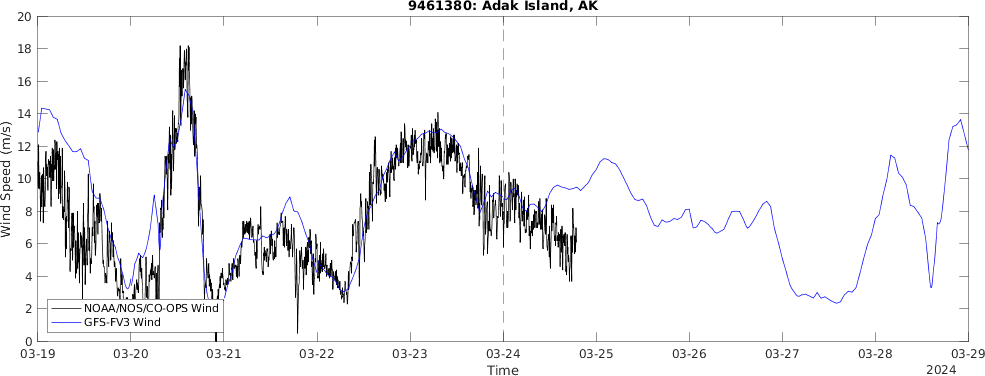 9461380: Adak Island, AK
Wind Speed (m/s)
20
18
16
14
12
10
8
6
4
2
0
NOAA/NOS/CO-OPS Wind
GFS-FV3 Wind
03-19 03-20 03-21 03-22 03-23 03-24 03-25 03-26 03-27 03-28 03-29
Time
2024